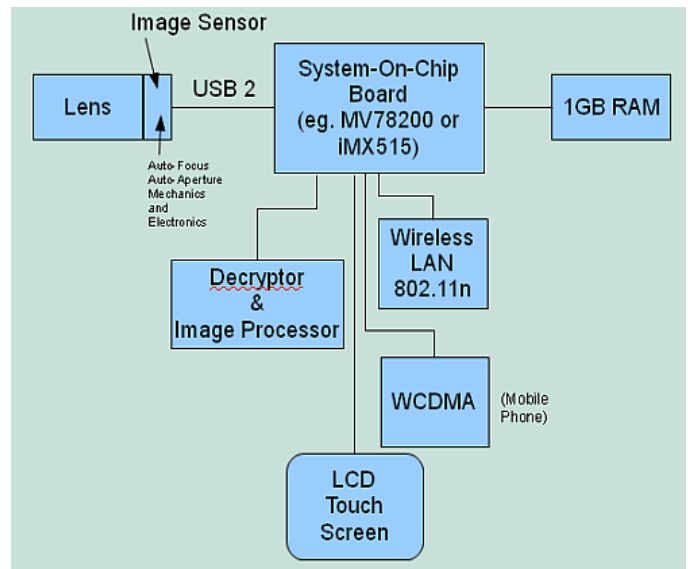 Image Sensor
Lens
USB 2
System-On-Chip
Board
(eg. MV78200 or
iMX515)
1GB RAM
Auto-Focus
Auto-Aperture
Mechanics
and
Electronics
Decryptor
&
Image Processor
Wireless
LAN
802.11n
WCDMA
(Mobile
Phone)
LCD
Touch
Screen